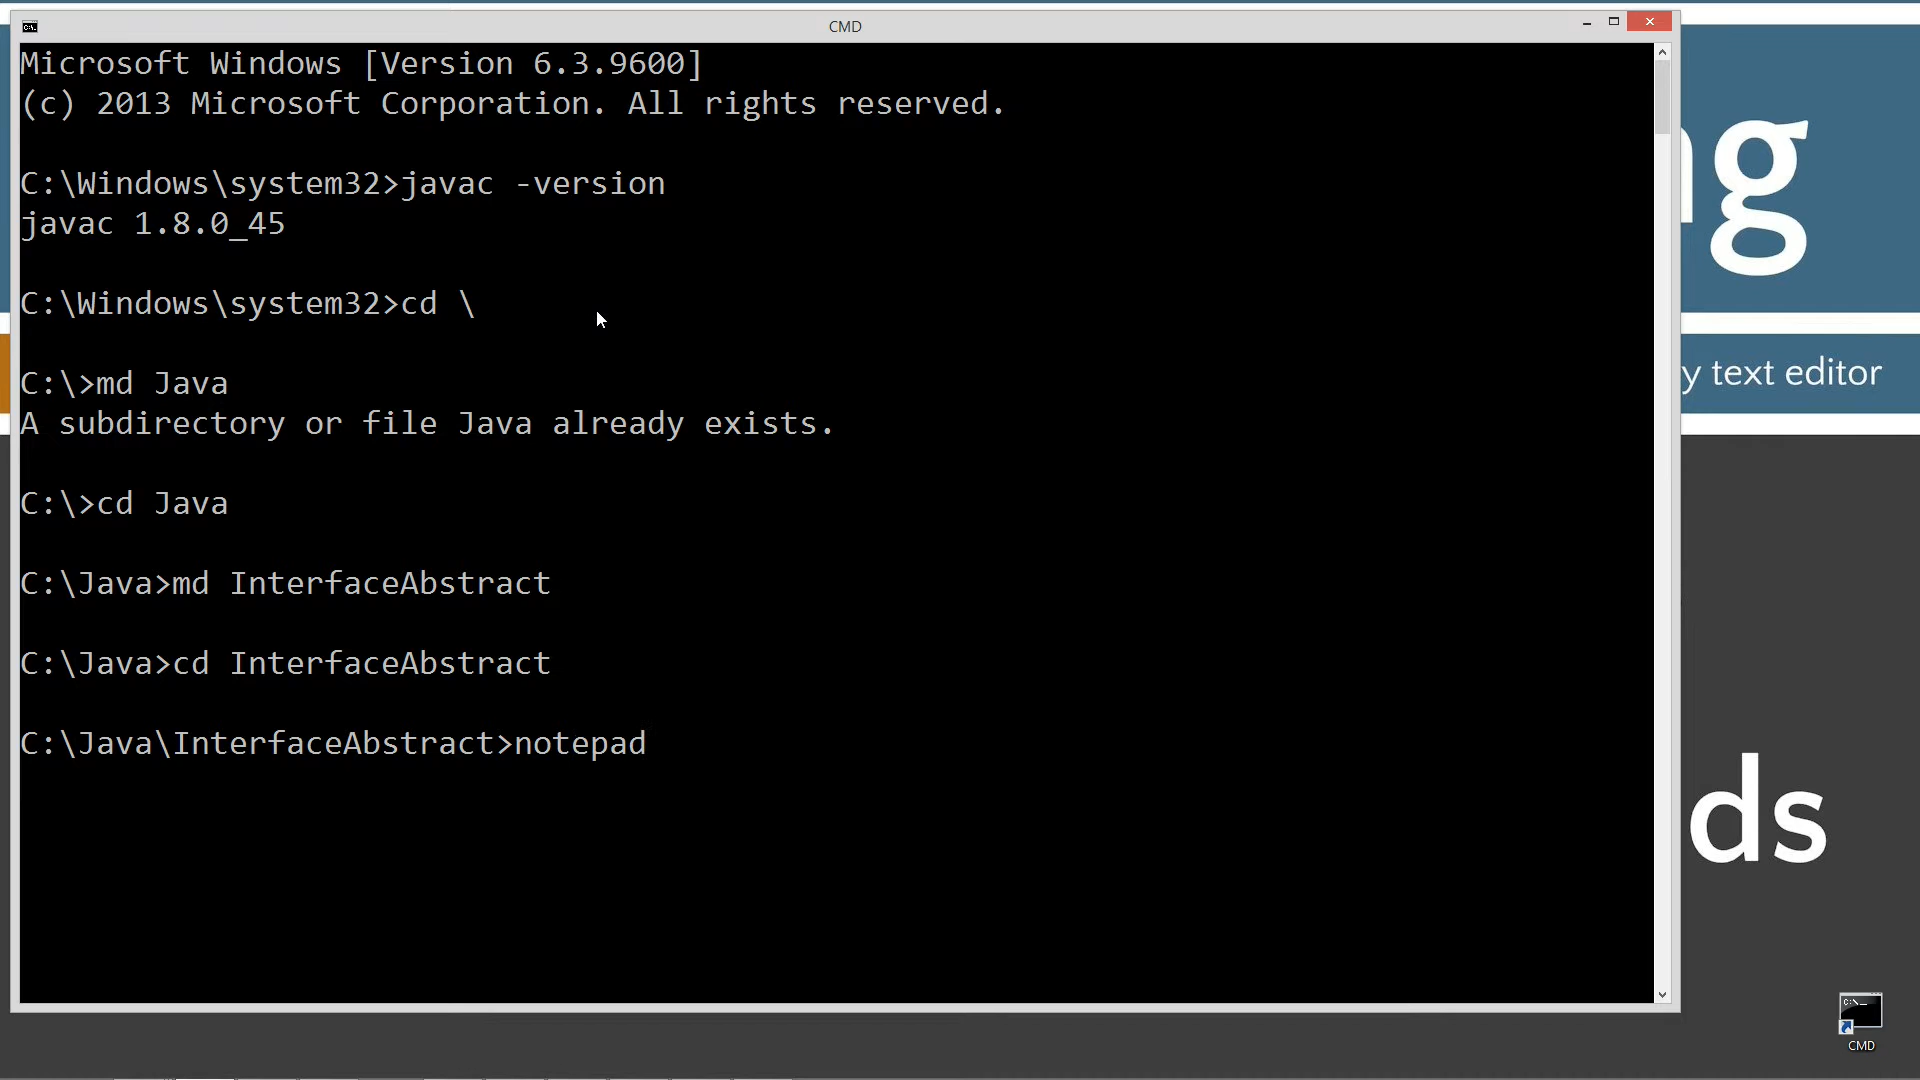 CMD
Microsoft Windows [Version 6.3.9600]
(c) 2013 Microsoft Corporation. All rights reserved.
C:\Windows\system32>javac -version
javac 1.8.0_45
C:\Windows\system32>cd \
C:\>md Java
A subdirectory or file Java already exists.
C:\>cd Java
C:\Java>md InterfaceAbstract
C:\Java>cd InterfaceAbstract
C:\Java\InterfaceAbstract>notepad
g
y text editor
ds
CMD